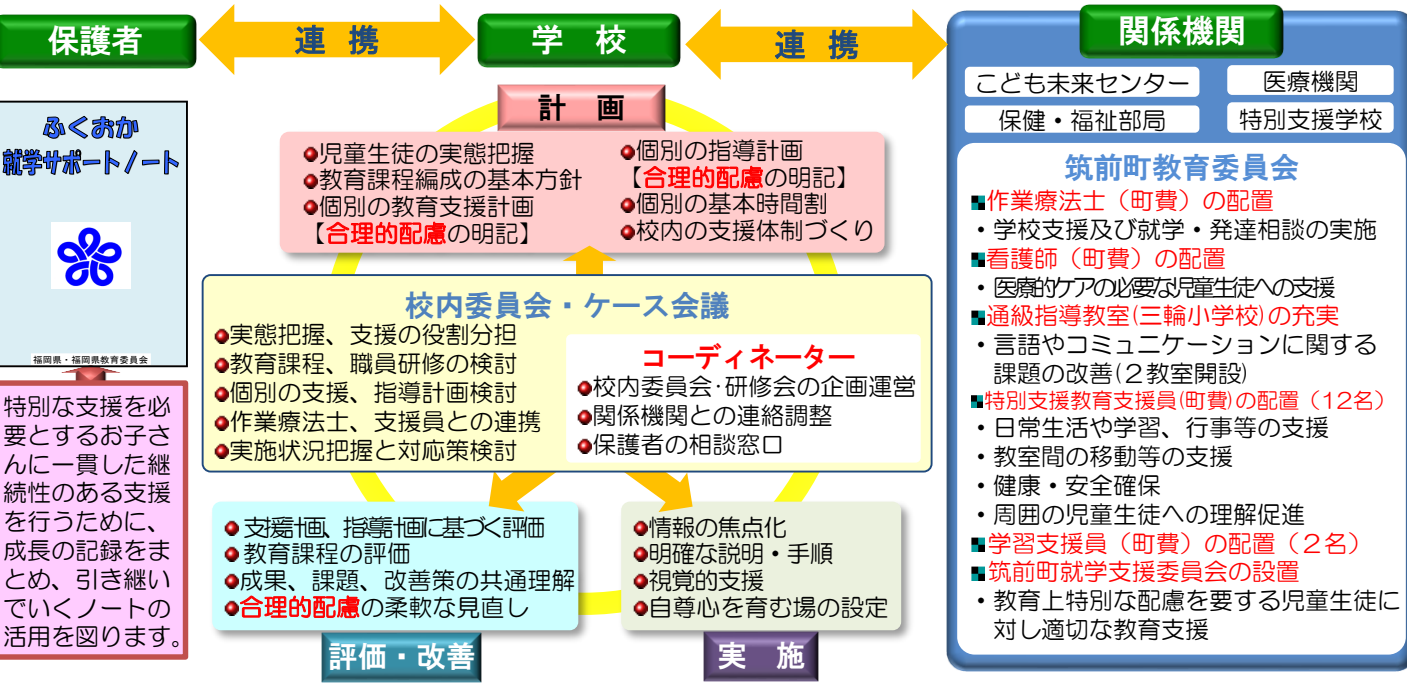 保護者
連 携
学 校
連 携
関係機関
ふくおか
就学サポートノート
福岡県・福岡県教育委員会
特別な支援を必
要とするお子さ
んに一貫した継
続性のある支援
を行うために、
成長の記録をま
とめ、引き継い
でいくノートの
活用を図ります。
計 画
●児童生徒の実態把握
●教育課程編成の基本方針
●個別の教育支援計画
【合理的配慮の明記】
●個別の指導計画
【合理的配慮の明記】
●個別の基本時間割
●校内の支援体制づくり
校内委員会・ケース会議
●実態把握、支援の役割分担
●教育課程、職員研修の検討
●個別の支援、指導計画検討
●作業療法士、支援員との連携
●実施状況把握と対応策検討
コーディネーター
●校内委員会・研修会の企画運営
●関係機関との連絡調整
●保護者の相談窓口
●支援計画、指導計画に基づく評価
●教育課程の評価
●成果、課題、改善策の共通理解
●合理的配慮の柔軟な見直し
評価・改善
●情報の焦点化
●明確な説明・手順
●視覚的支援
●自尊心を育む場の設定
実 施
こども未来センター
医療機関
保健・福祉部局
特別支援学校
筑前町教育委員会
■作業療法士（町費）の配置
・学校支援及び就学・発達相談の実施
■看護師（町費）の配置
・医療的ケアの必要な児童生徒への支援
■通級指導教室(三輪小学校)の充実
・言語やコミュニケーションに関する
課題の改善(２教室開設)
■特別支援教育支援員(町費)の配置（12名）
・日常生活や学習、行事等の支援
・教室間の移動等の支援
・健康・安全確保
・周囲の児童生徒への理解促進
■学習支援員（町費）の配置（２名）
■筑前町就学支援委員会の設置
・教育上特別な配慮を要する児童生徒に
対し適切な教育支援